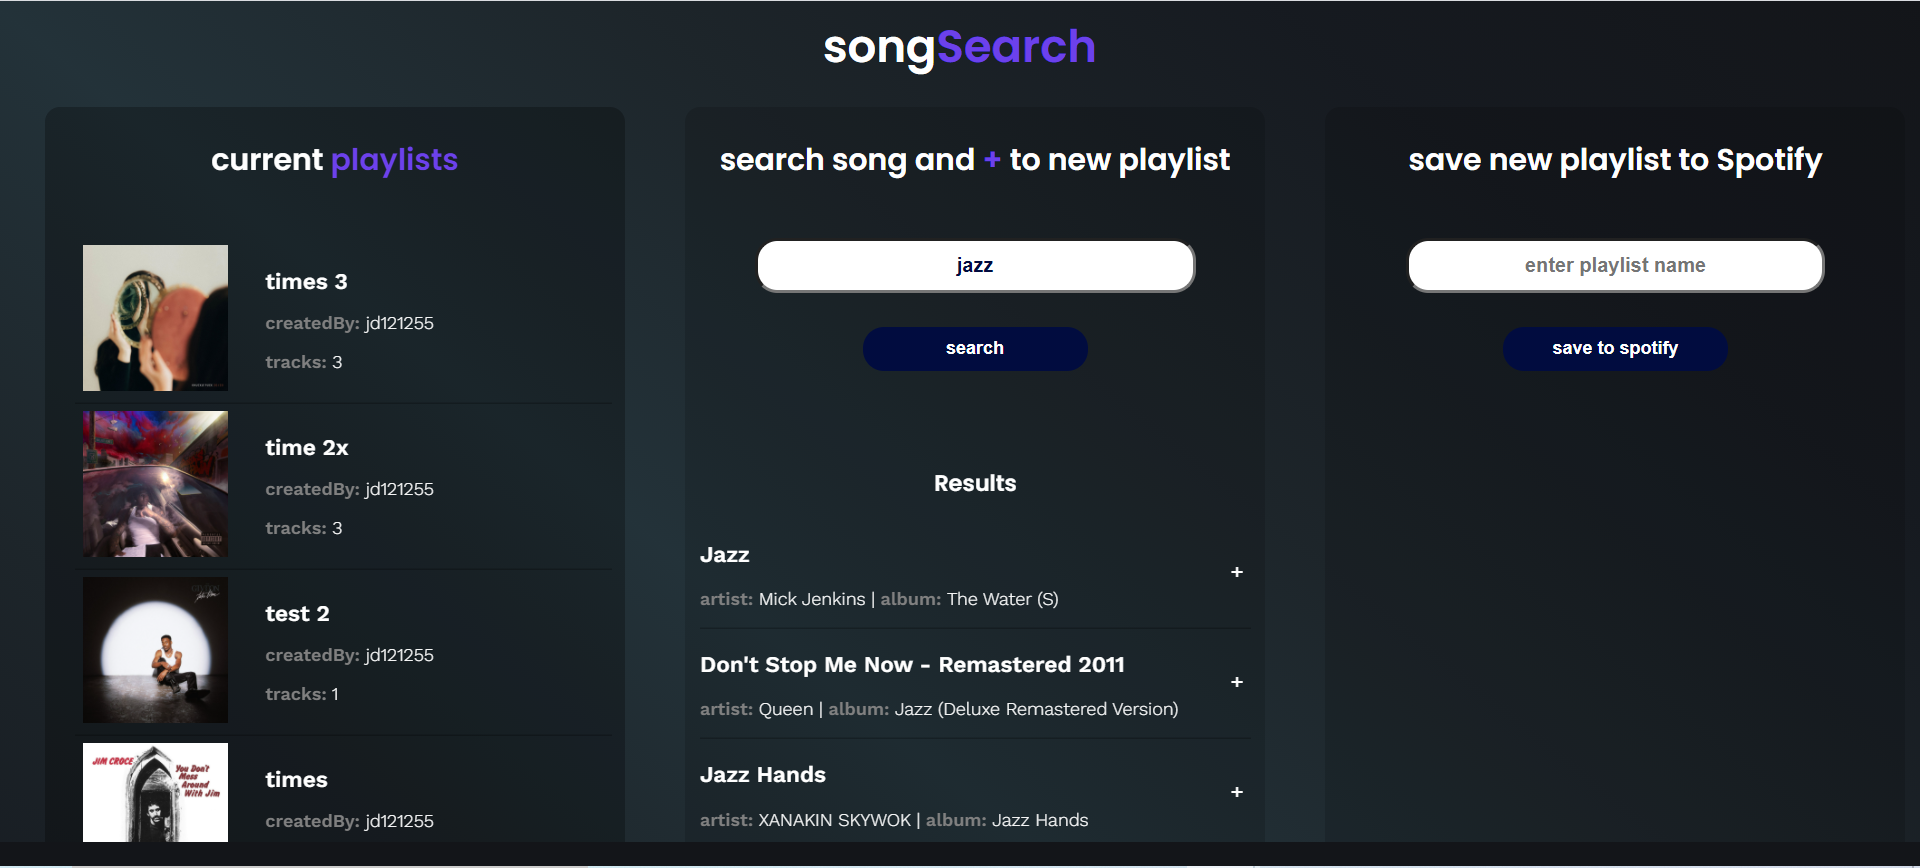 songSearch
current playlists
times 3
createdBy: jd121255
tracks: 3
time 2x
createdBy: jd121255
tracks: 3
test 2
createdBy: jd121255
tracks: 1
JIM CROCE
You Don't
Mess
Around
With Jim
times
createdBy: jd121255
search song and + to new playlist
jazz
search
Results
Jazz
+
artist: Mick Jenkins | album: The Water (S)
Don't Stop Me Now - Remastered 2011
+
artist: Queen | album: Jazz (Deluxe Remastered Version)
Jazz Hands
+
artist: XANAKIN SKYWOK | album: Jazz Hands
save new playlist to Spotify
enter playlist name
save to spotify